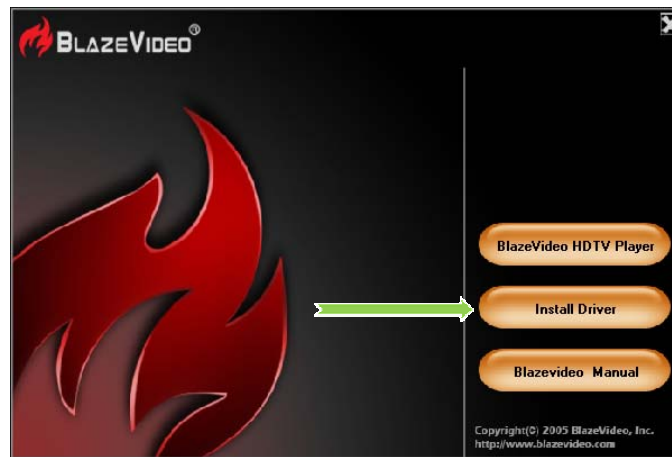 BLAZEVIDEO®
BlazeVideo HDTV Player
Install Driver
Blazevideo Manual
Copyright(C) 2005 BlazeVideo, Inc.
http://www.blazevideo.com